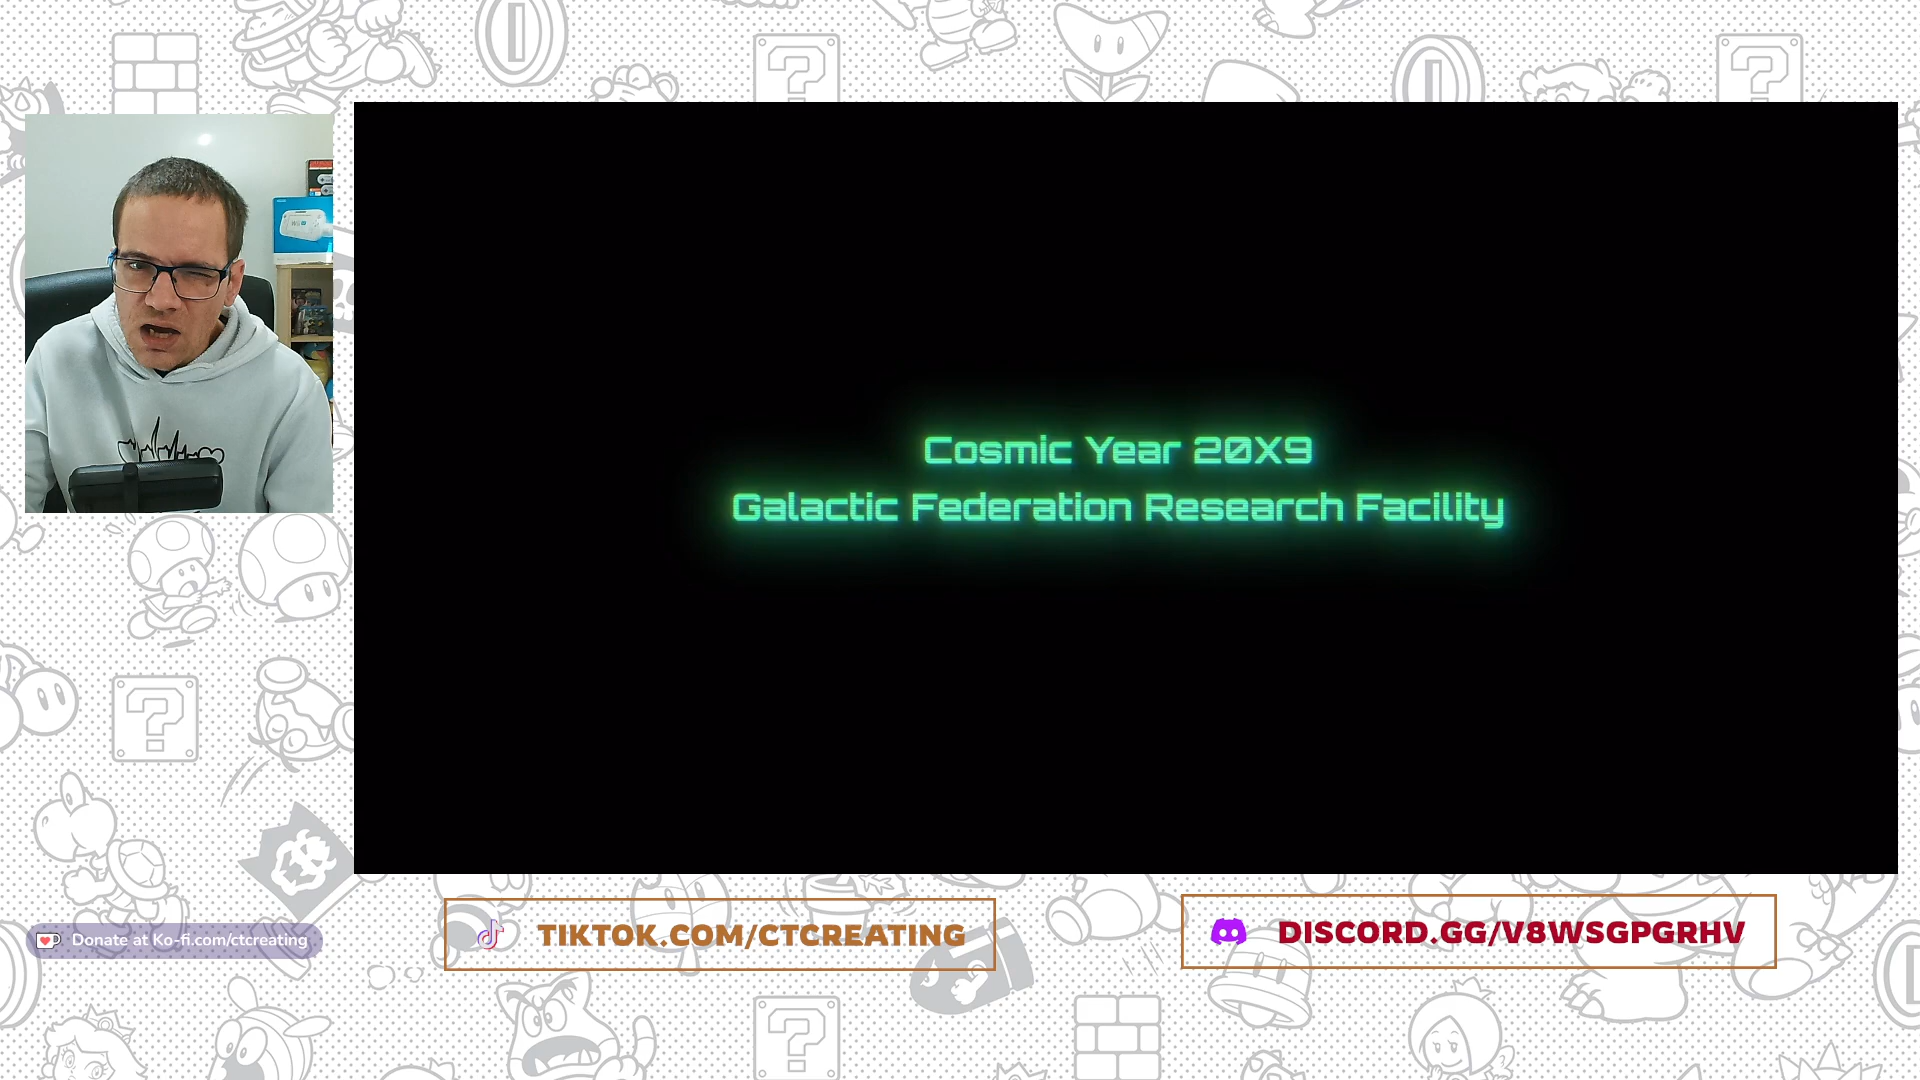 Cosmic Year 20X9
Galactic Federation Research Facility
Donate at Ko-fi.com/ctcreating
TIKTOK.COM/CTCREATING
DISCORD.GG/V8WSGPGRHV